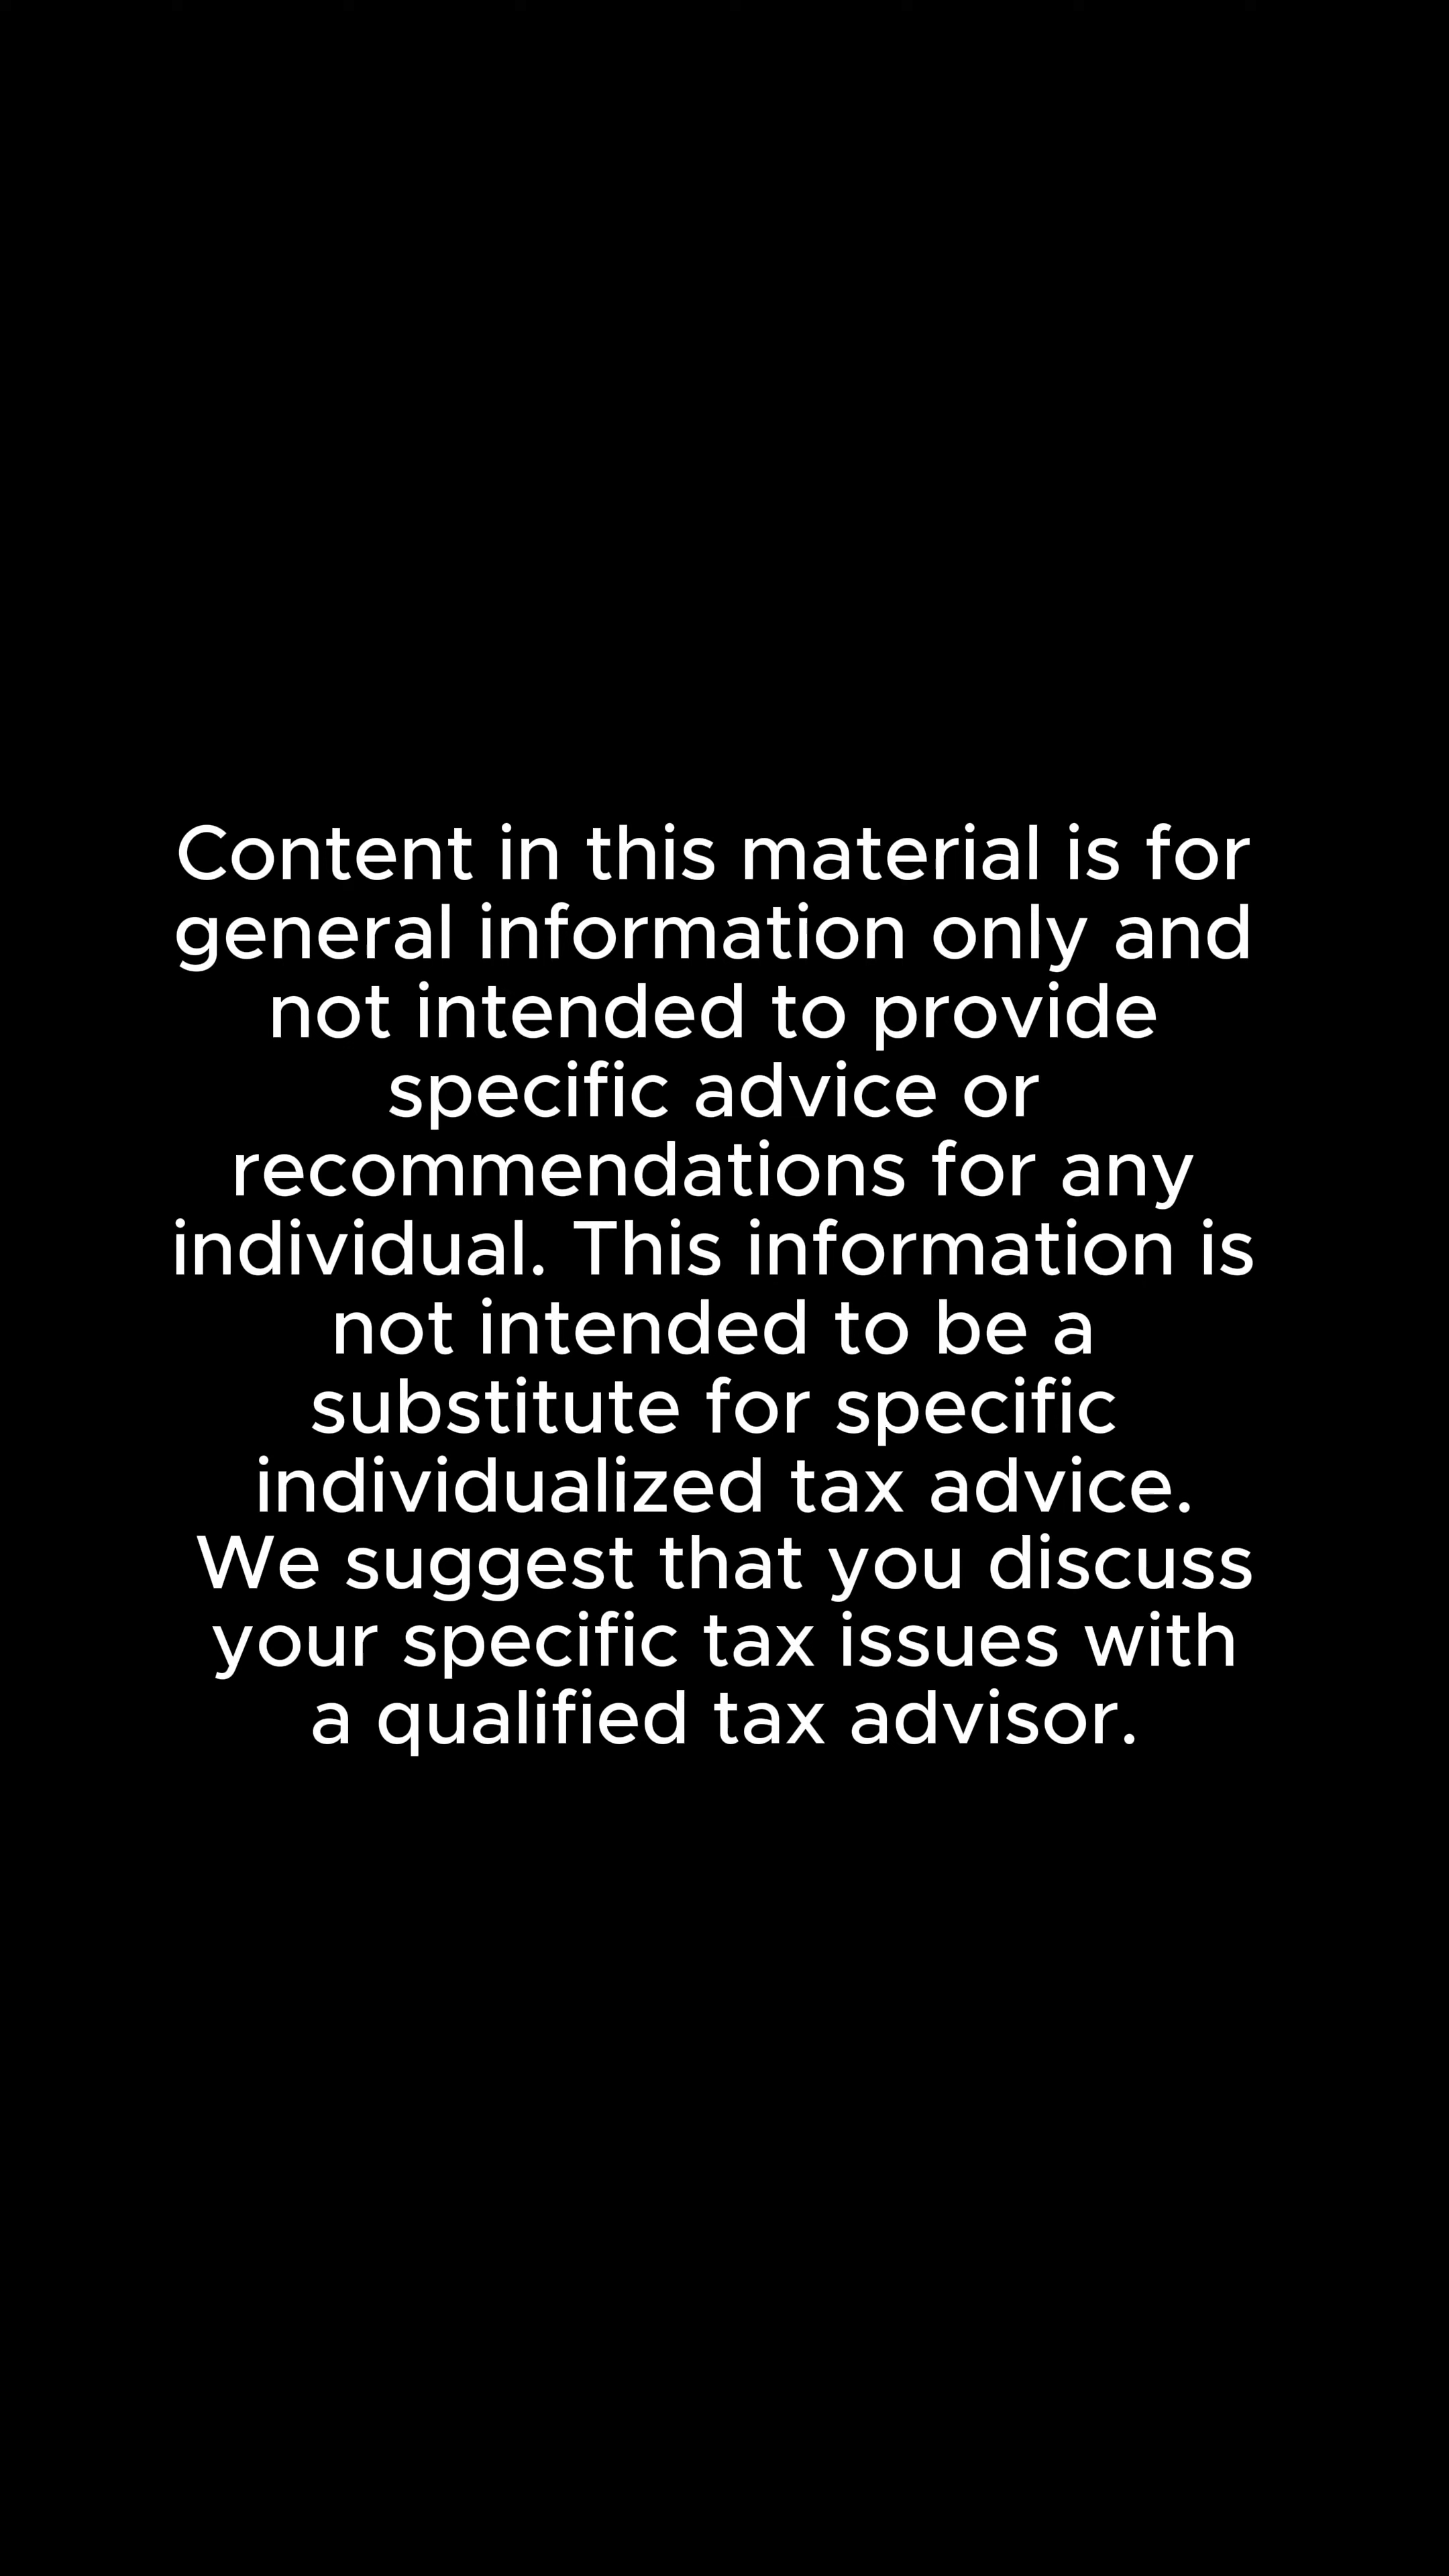 Content in this material is for
general information only and
not intended to provide
specific advice or
recommendations for any
individual. This information is
not intended to be a
substitute for specific
individualized tax advice.
We suggest that you discuss
your specific tax issues with
a qualified tax advisor.